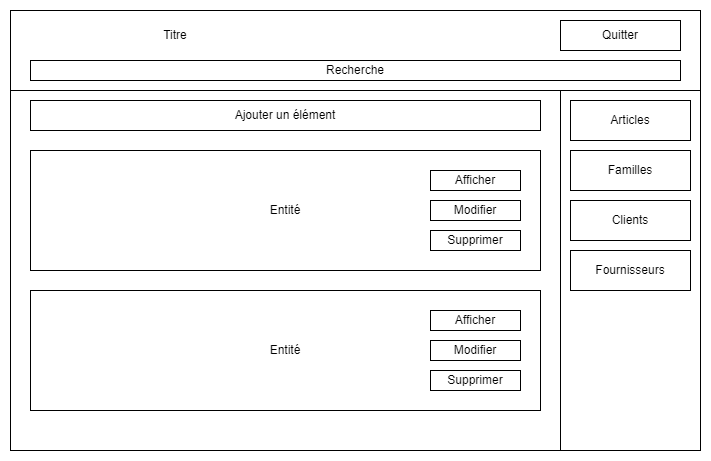 Titre
Quitter
Recherche
Ajouter un élément
Entité
Afficher
Modifier
Supprimer
Entité
Afficher
Modifier
Supprimer
Articles
Familles
Clients
Fournisseurs